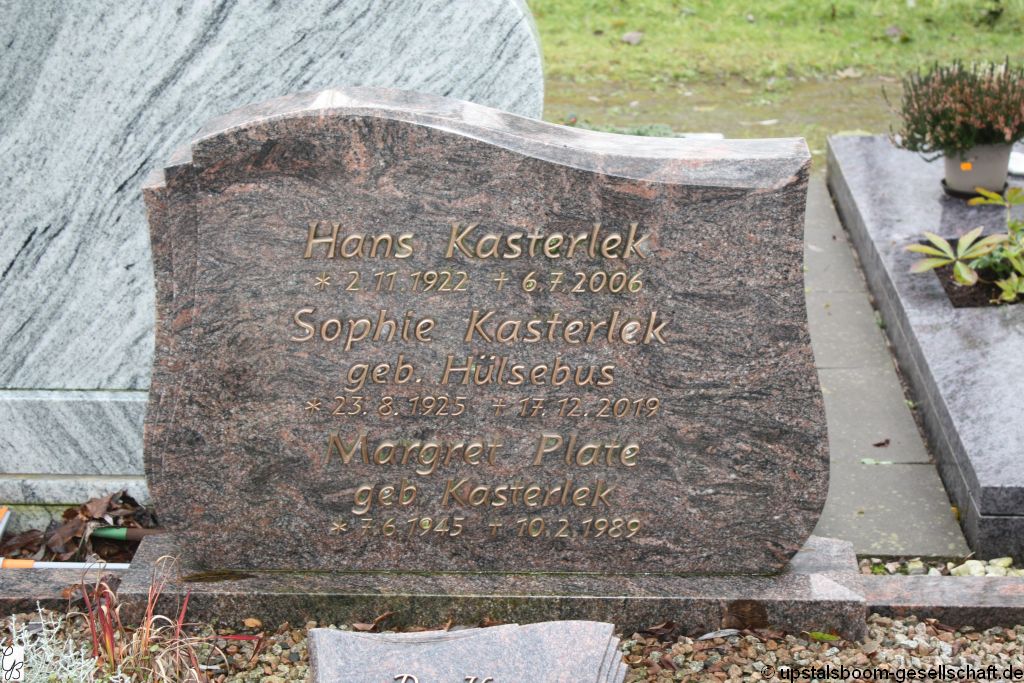 Hans Kasterlek
* 2.11.1922 + 6.7.2006
Sophie Kasterlek
geb. Hülsebus
* 23.8.1925 + 17.12.2019
Margret Plate
geb. Kasterlek
* 7.6.1945 + 10.2.1989
© upstalsboom-gesellschaft.de